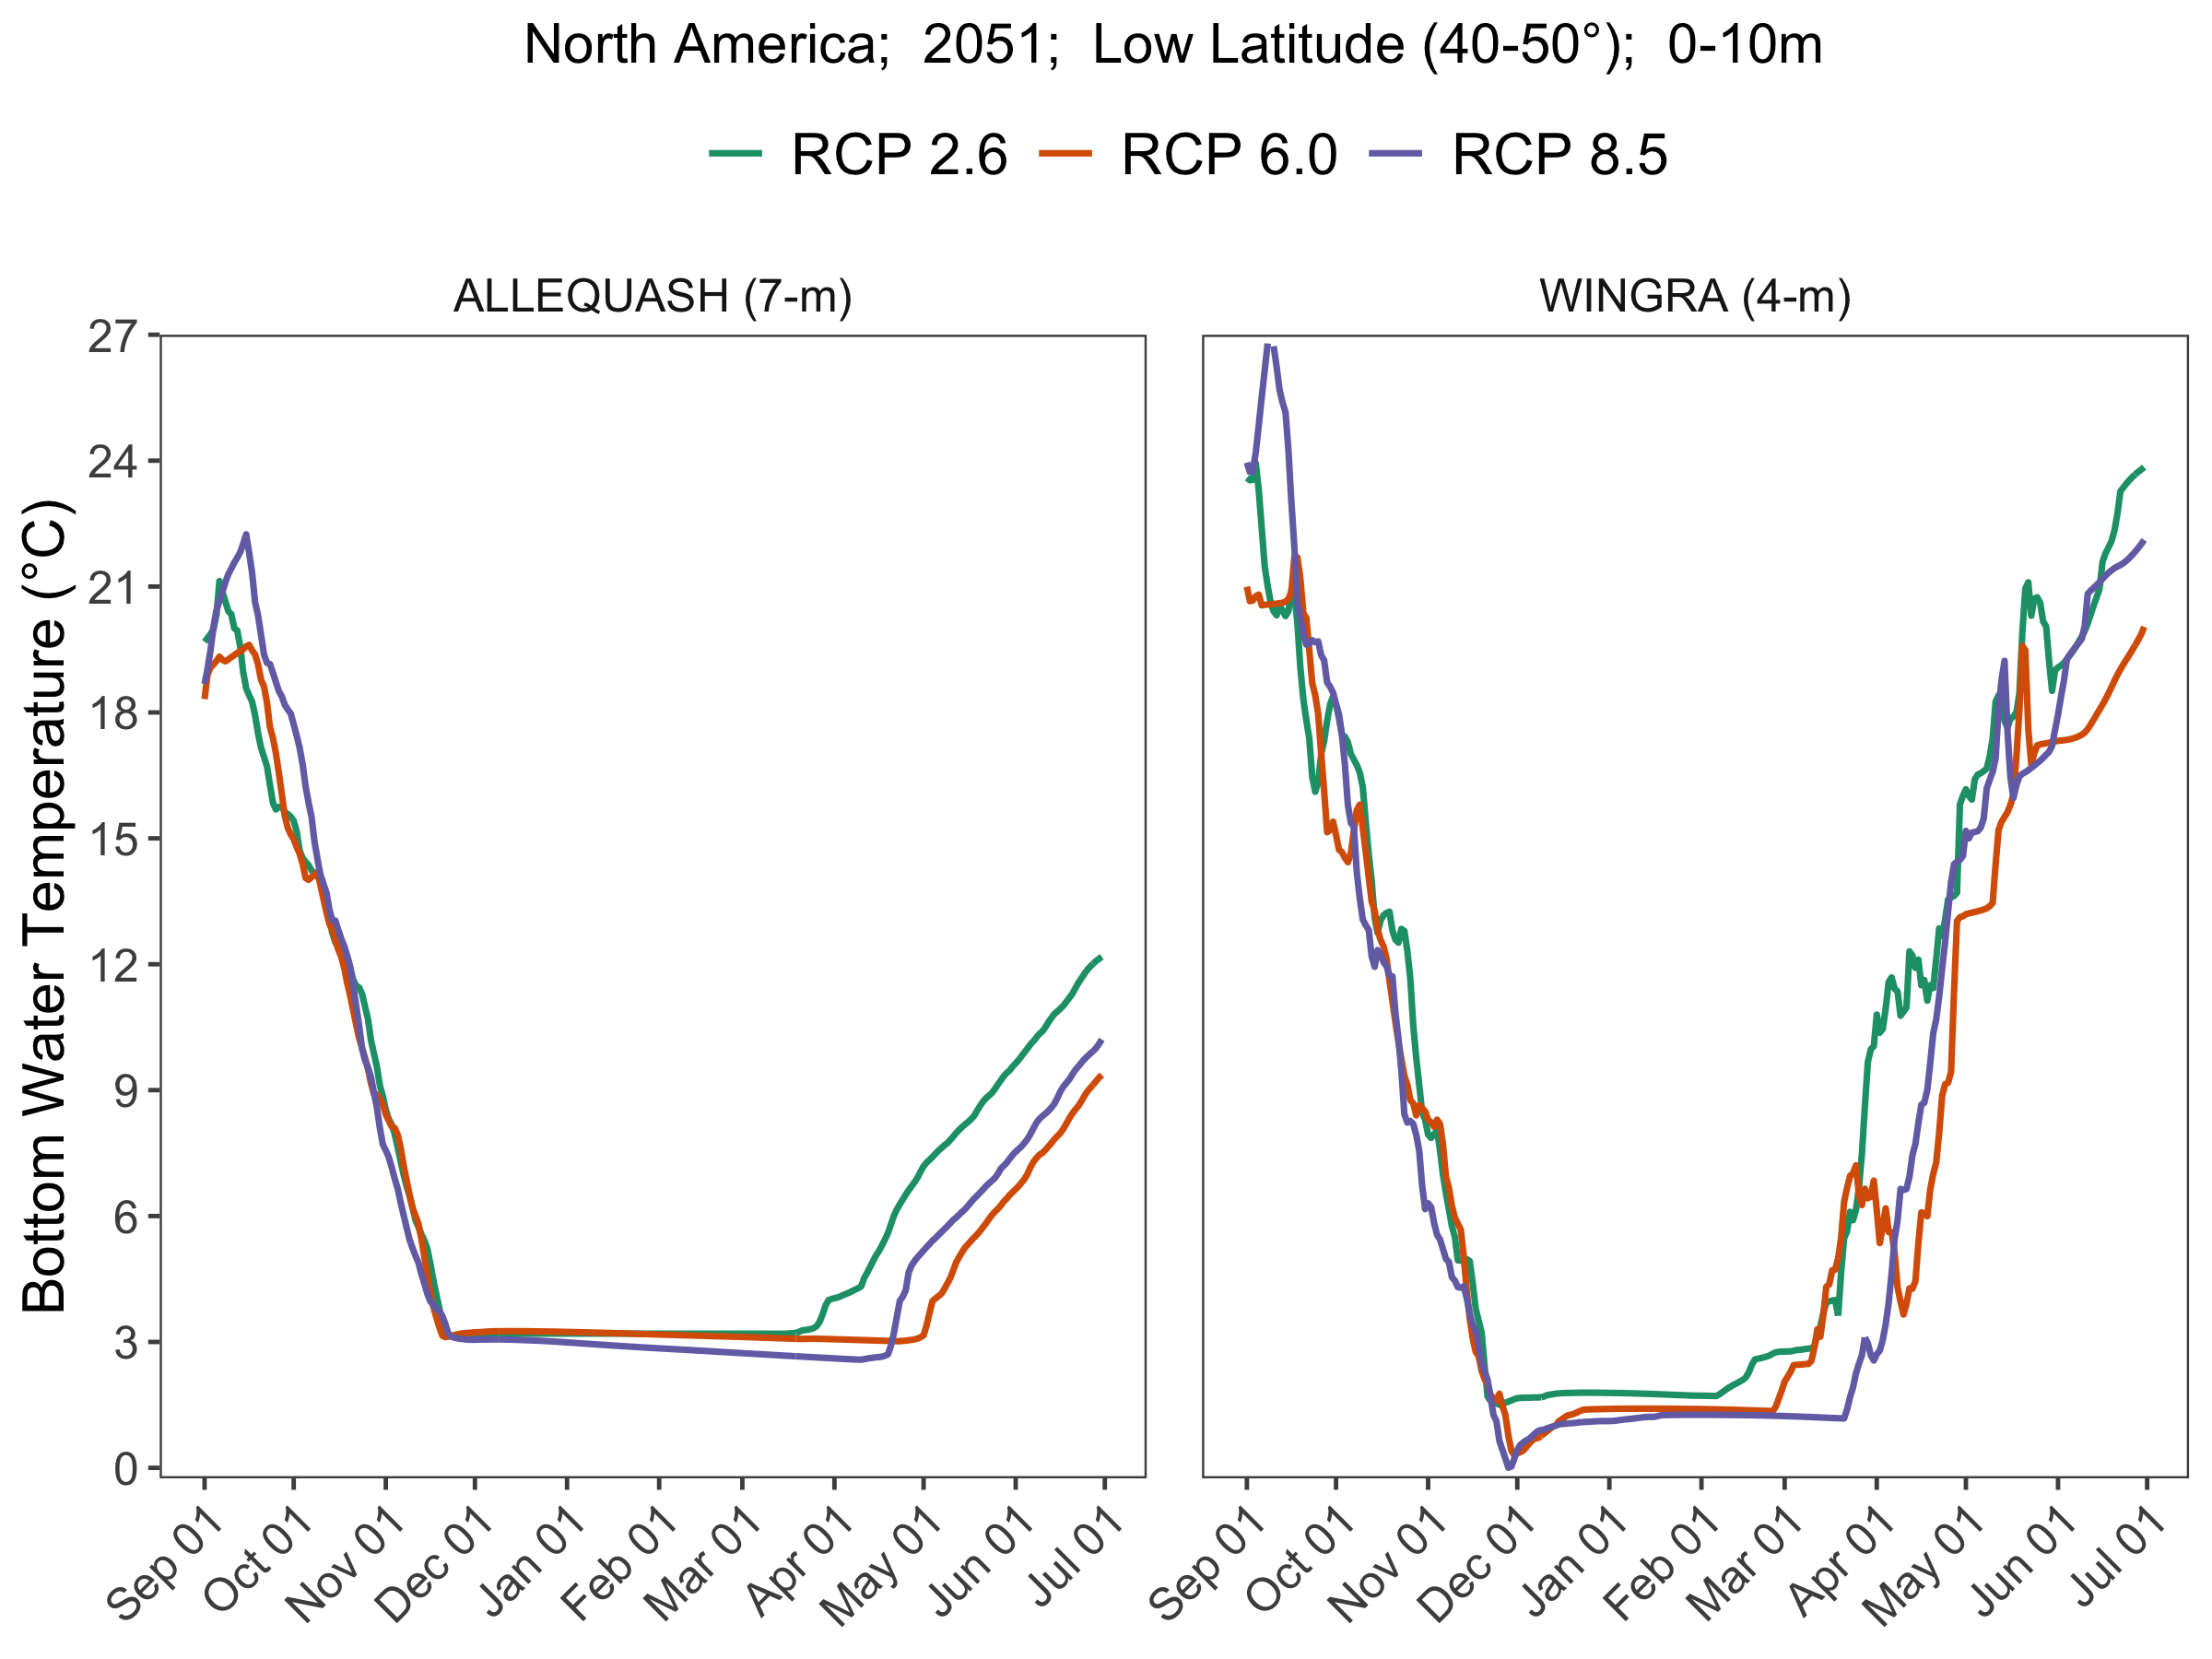 North America;  2051;  Low Latitude (40-50°);  0-10m
RCP 2.6 RCP 6.0 RCP 8.5
ALLEQUASH (7-m) WINGRA (4-m)
Bottom Water Temperature (°C)
27
24
21
18
15
12
9
6
3
0
Sep 01 Oct 01 Nov 01 Dec 01 Jan 01 Feb 01 Mar 01 Apr 01 May 01 Jun 01 Jul 01 Sep 01 Oct 01 Nov 01 Dec 01 Jan 01 Feb 01 Mar 01 Apr 01 May 01 Jun 01 Jul 01